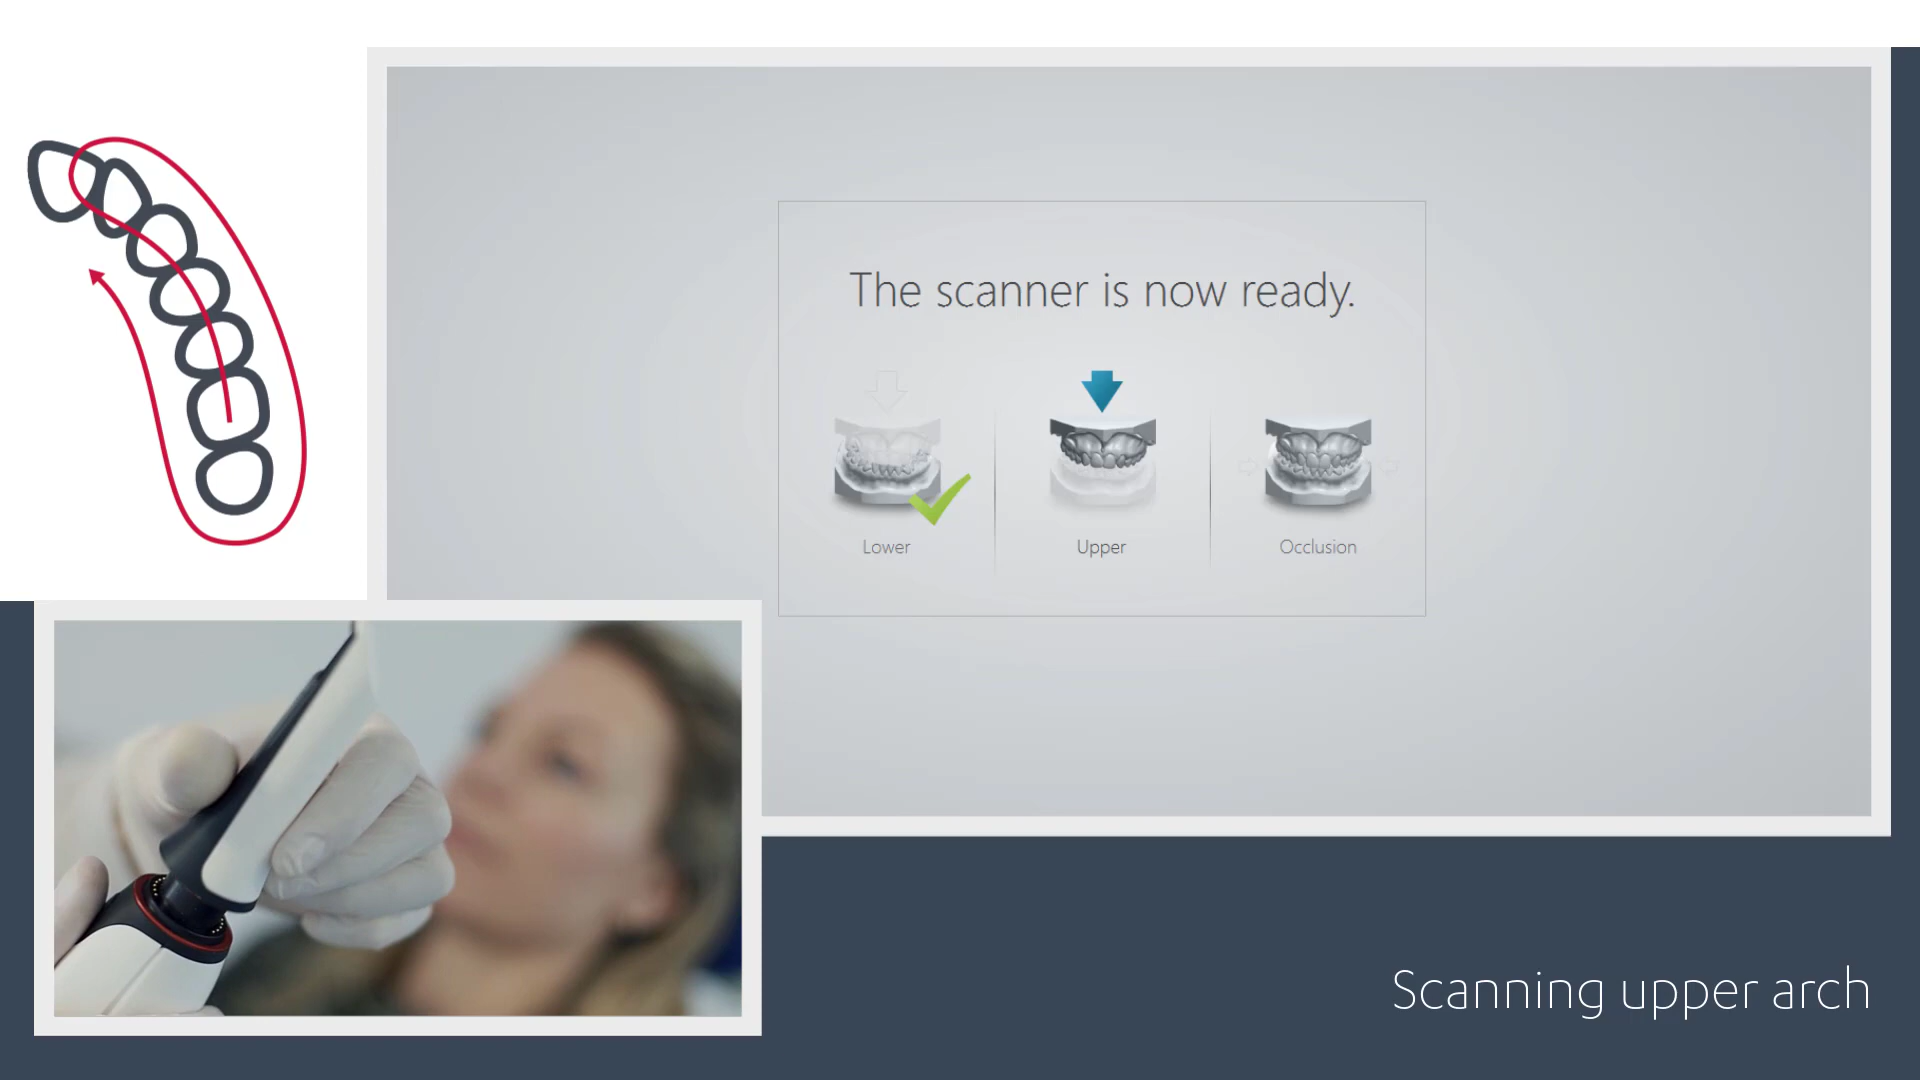 The scanner is now ready.
Lower
Upper
Occlusion
Scanning upper arch